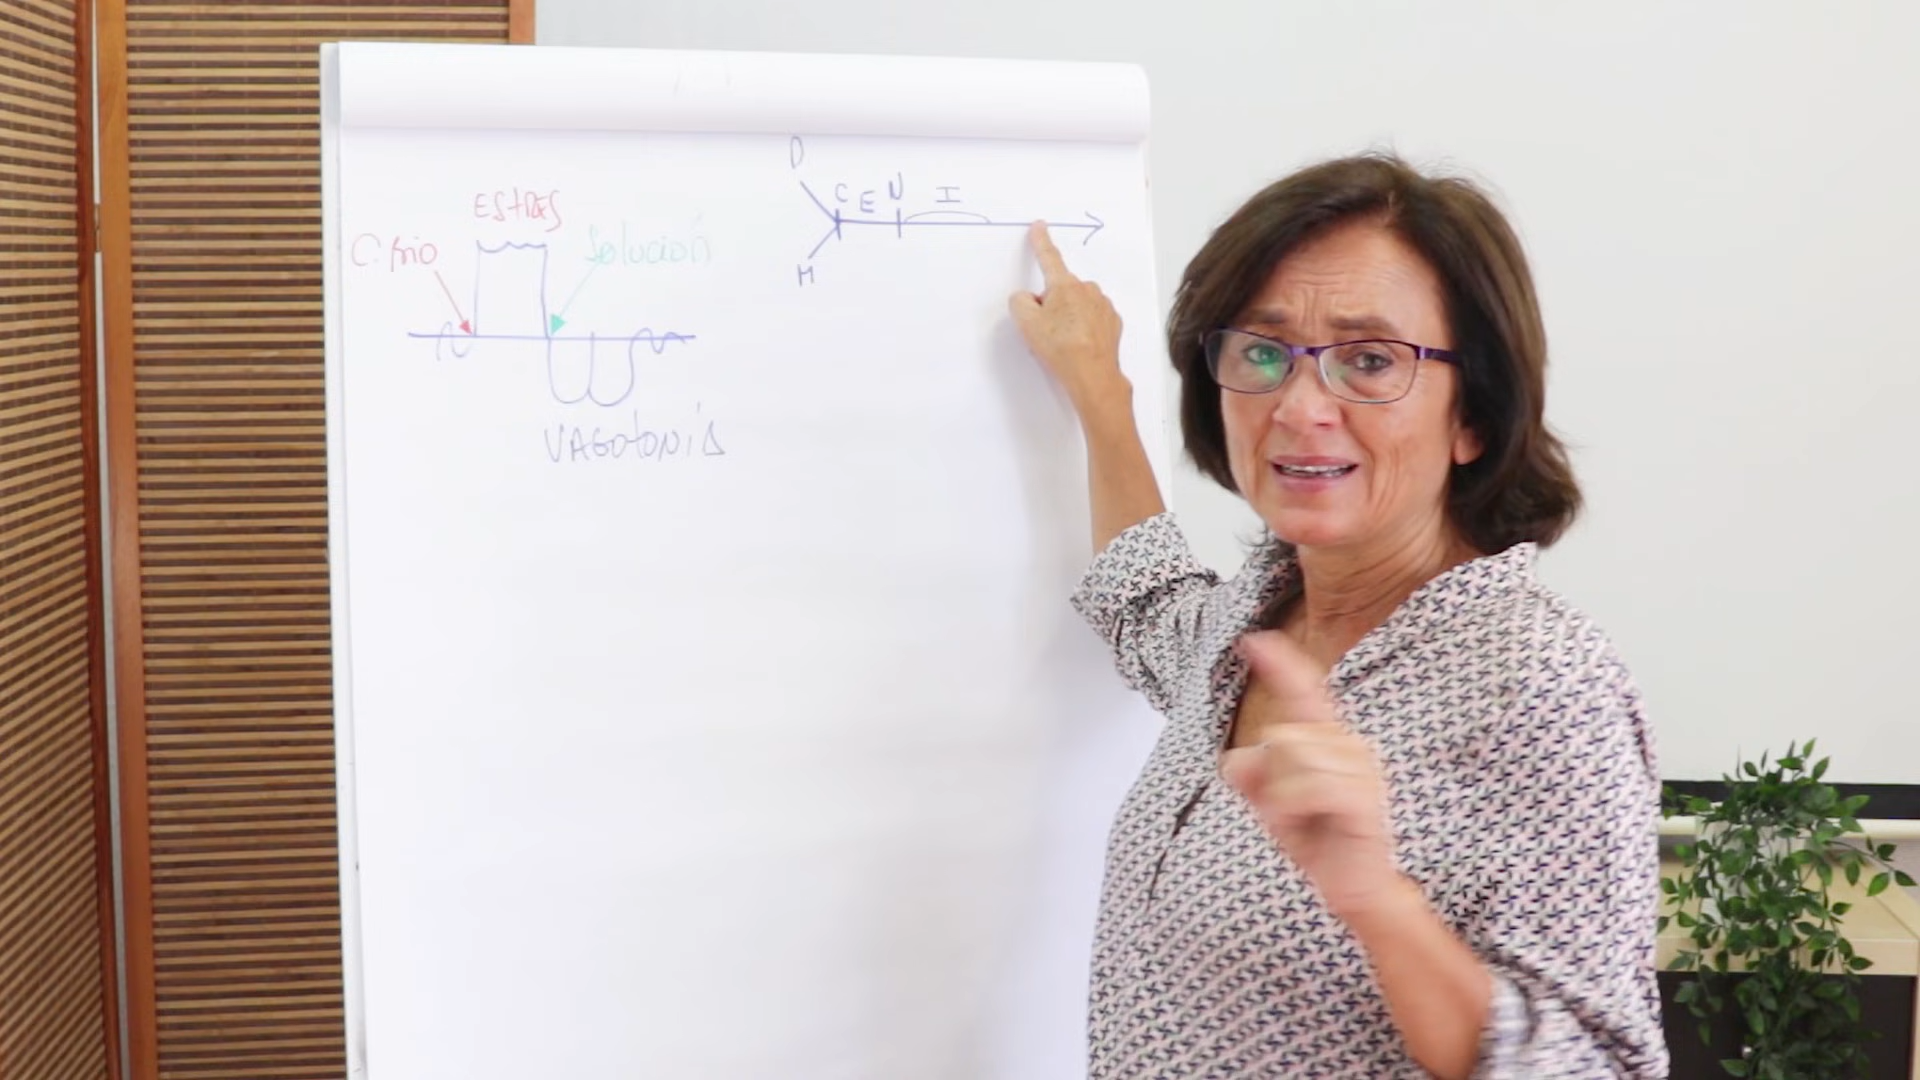 ESTRES
C. frio
Solución
VAGOTONIA
D
C E N I
M